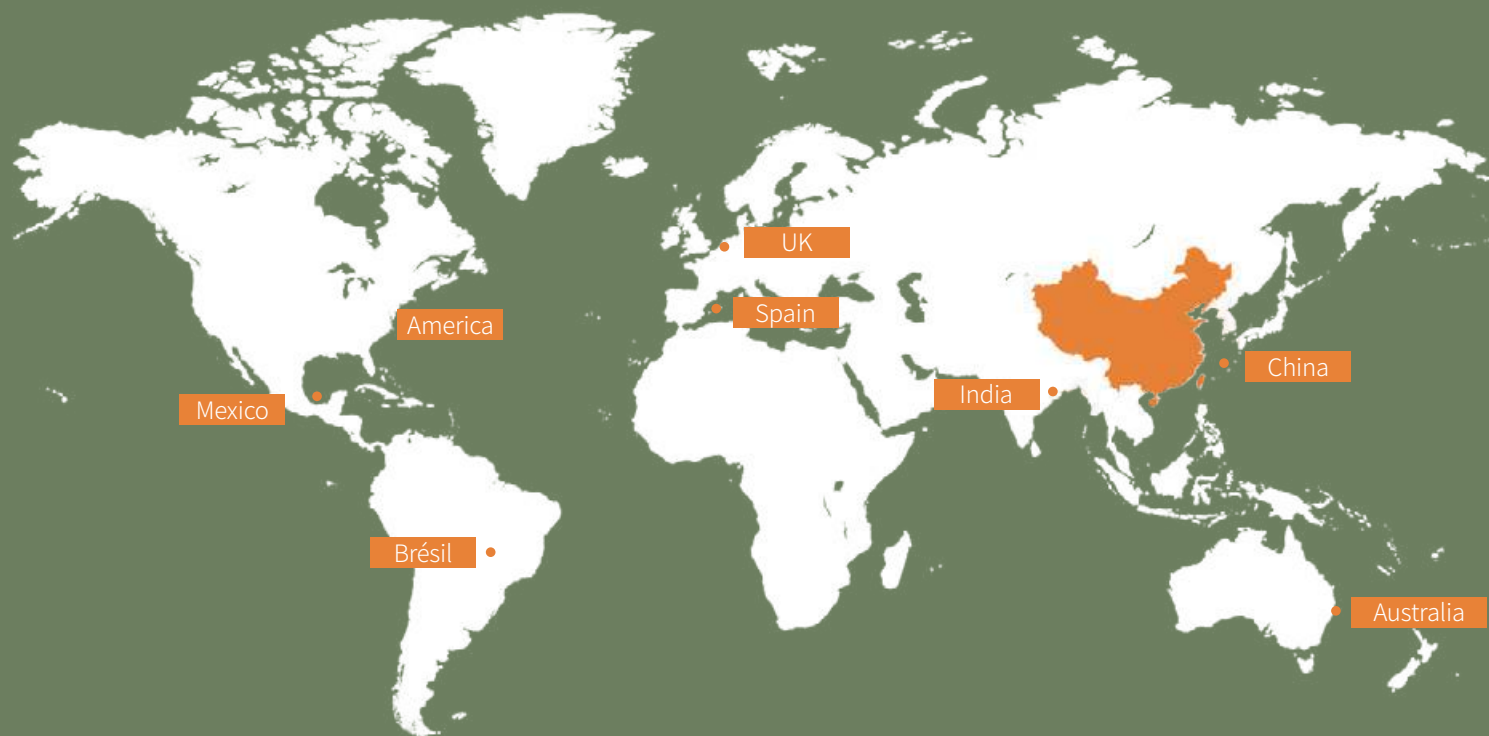 UK
Spain
America
China
India
Mexico
Brésil
Australia